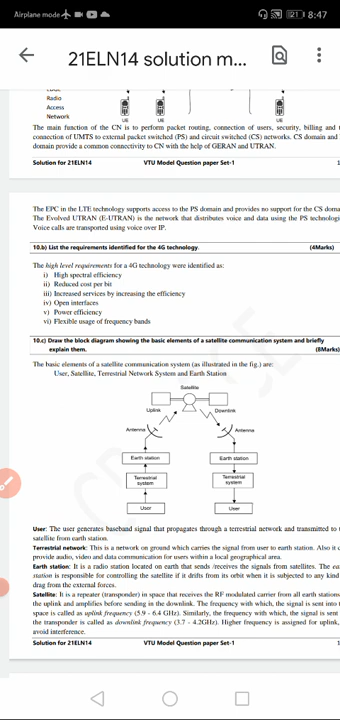 Airplane mode 21 8:47
21ELN14 solution m...
Radio
Access
Network
UE UE UE
The main function of the CN is to perform packet routing, connection of users, security, billing and
connection of UMTS to external packet switched (PS) and circuit switched (CS) networks. CS domain and
domain provide a common connectivity to CN with the help of GERAN and UTRAN.
Solution for 21ELN14 VTU Model Question paper Set-1 1
The EPC in the LTE technology supports access to the PS domain and provides no support for the CS doma
The Evolved UTRAN (E-UTRAN) is the network that distributes voice and data using the PS technologi
Voice calls are transported using voice over IP.
10.b) List the requirements identified for the 4G technology. (4Marks)
The high level requirements for a 4G technology were identified as:
i) High spectral efficiency
ii) Reduced cost per bit
iii) Increased services by increasing the efficiency
iv) Open interfaces
v) Power efficiency
vi) Flexible usage of frequency bands
10.c) Draw the block diagram showing the basic elements of a satellite communication system and briefly
explain them. (8Marks)
The basic elements of a satellite communication system (as illustrated in the fig.) are:
User, Satellite, Terrestrial Network System and Earth Station
Satellite
Uplink Downlink
Antenna Antenna
Earth station Earth station
Terrestrial system Terrestrial system
User User
User: The user generates baseband signal that propagates through a terrestrial network and transmitted to
satellite from earth station.
Terrestrial network: This is a network on ground which carries the signal from user to earth station. Also it
provide audio, video and data communication for users within a local geographical area.
Earth station: It is a radio station located on earth that sends /receives the signals from satellites. The ea
station is responsible for controlling the satellite if it drifts from its orbit when it is subjected to any kind
drag from the external forces.
Satellite: It is a repeater (transponder) in space that receives the RF modulated carrier from all earth stations
the uplink and amplifies before sending in the downlink. The frequency with which, the signal is sent into
space is called as uplink frequency (5.9 - 6.4 GHz). Similarly, the frequency with which, the signal is sent
the transponder is called as downlink frequency (3.7 - 4.2GHz). Higher frequency is assigned for uplink,
avoid interference.
Solution for 21ELN14 VTU Model Question paper Set-1 1